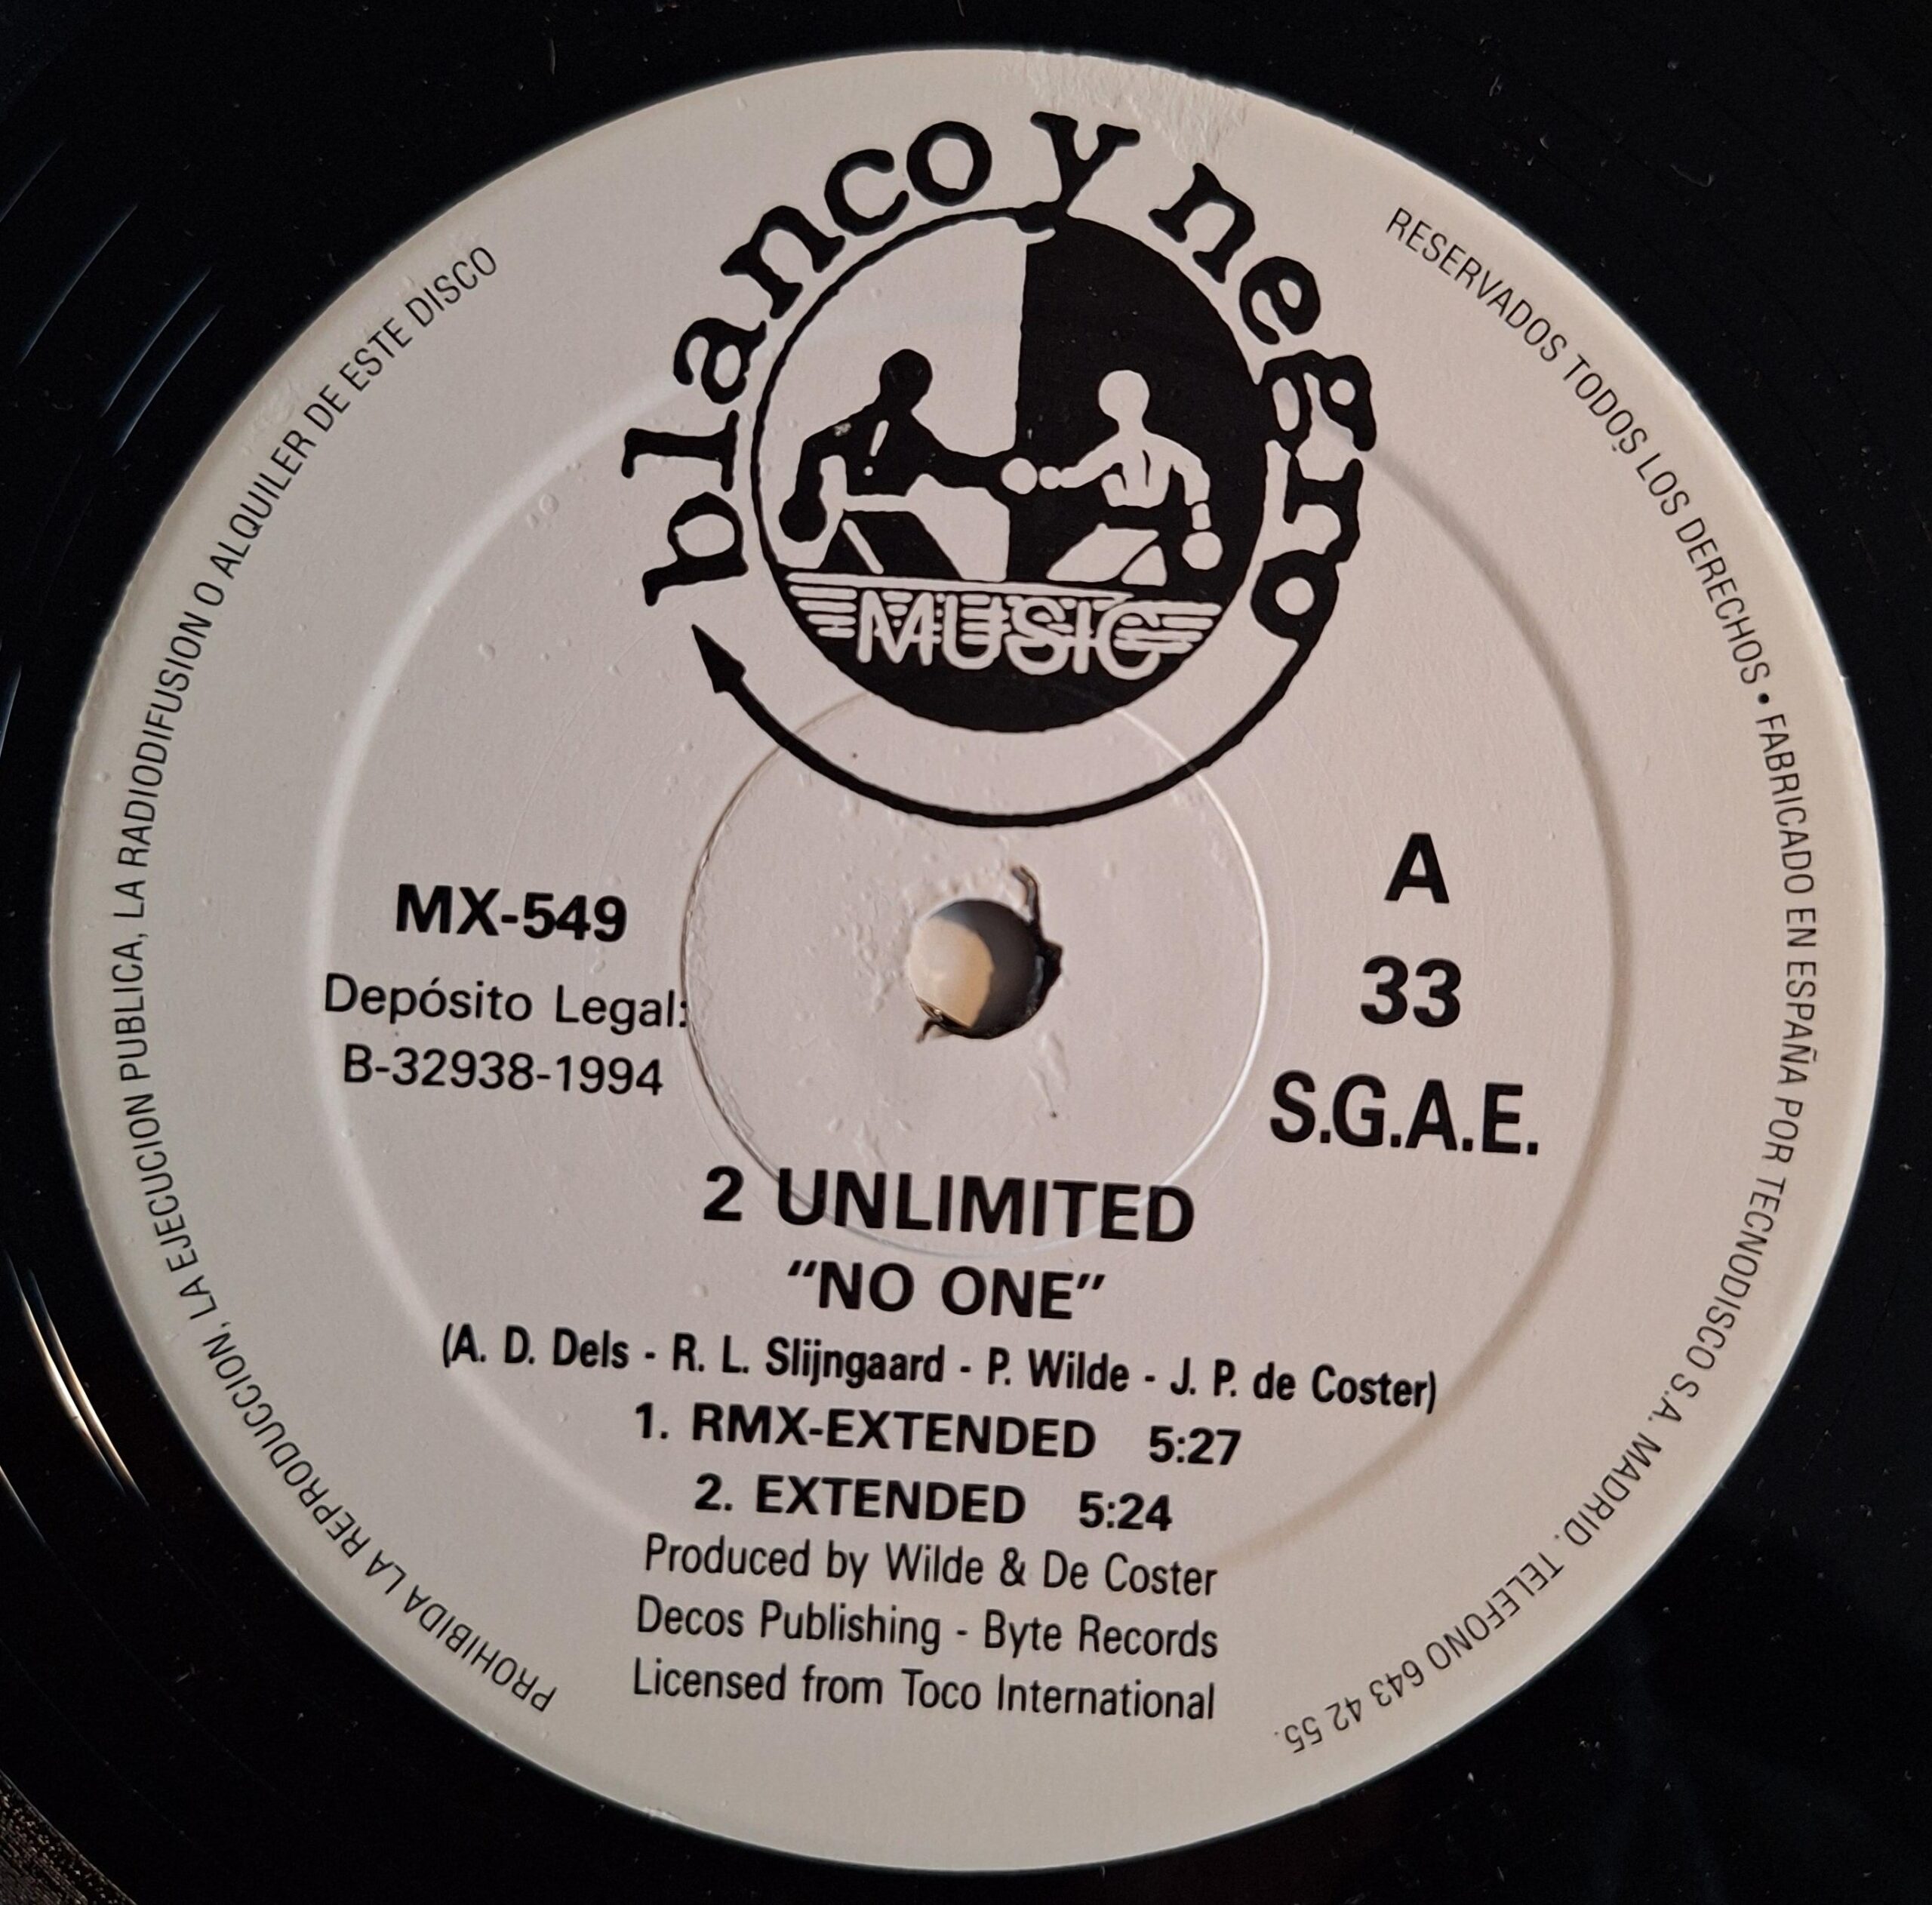 blanco y negro
MUSIC
PROHIBIDA LA REPRODUCCION, LA EJECUCION PUBLICA, LA RADIODIFUSION O ALQUILER DE ESTE DISCO
RESERVADOS TODOS LOS DERECHOS • FABRICADO EN ESPAÑA POR TECNODISCO S.A. MADRID. TELEFONO 643 42 55.
MX-549
Depósito Legal:
B-32938-1994
A
33
S.G.A.E.
2 UNLIMITED
“NO ONE”
(A. D. Dels - R. L. Slijngaard - P. Wilde - J. P. de Coster)
1. RMX-EXTENDED 5:27
2. EXTENDED 5:24
Produced by Wilde & De Coster
Decos Publishing - Byte Records
Licensed from Toco International